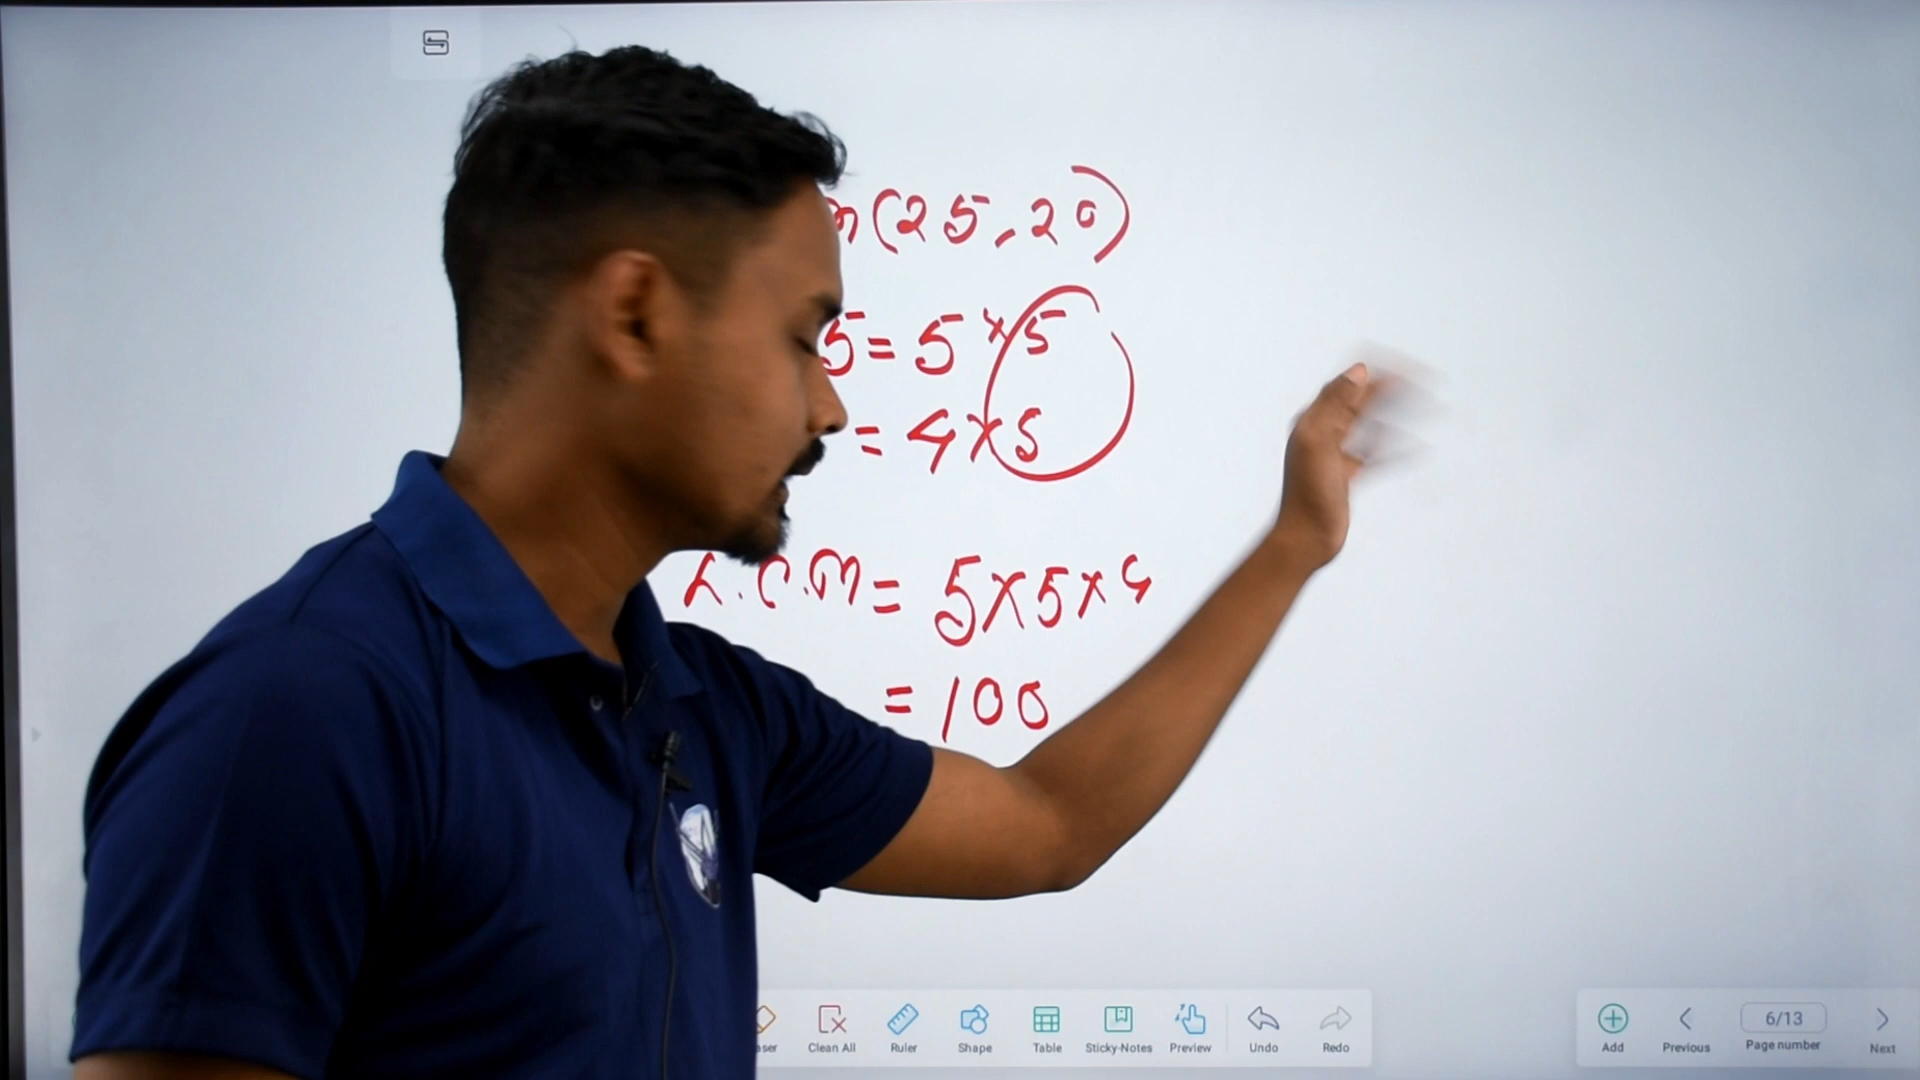 m(25,20)
5=5×5
=4×5
L.C.M=5×5×4
=100
Clean All
Ruler
Shape
Table
Sticky-Notes
Preview
Undo
Redo
Add
Previous
6/13
Page number
Next